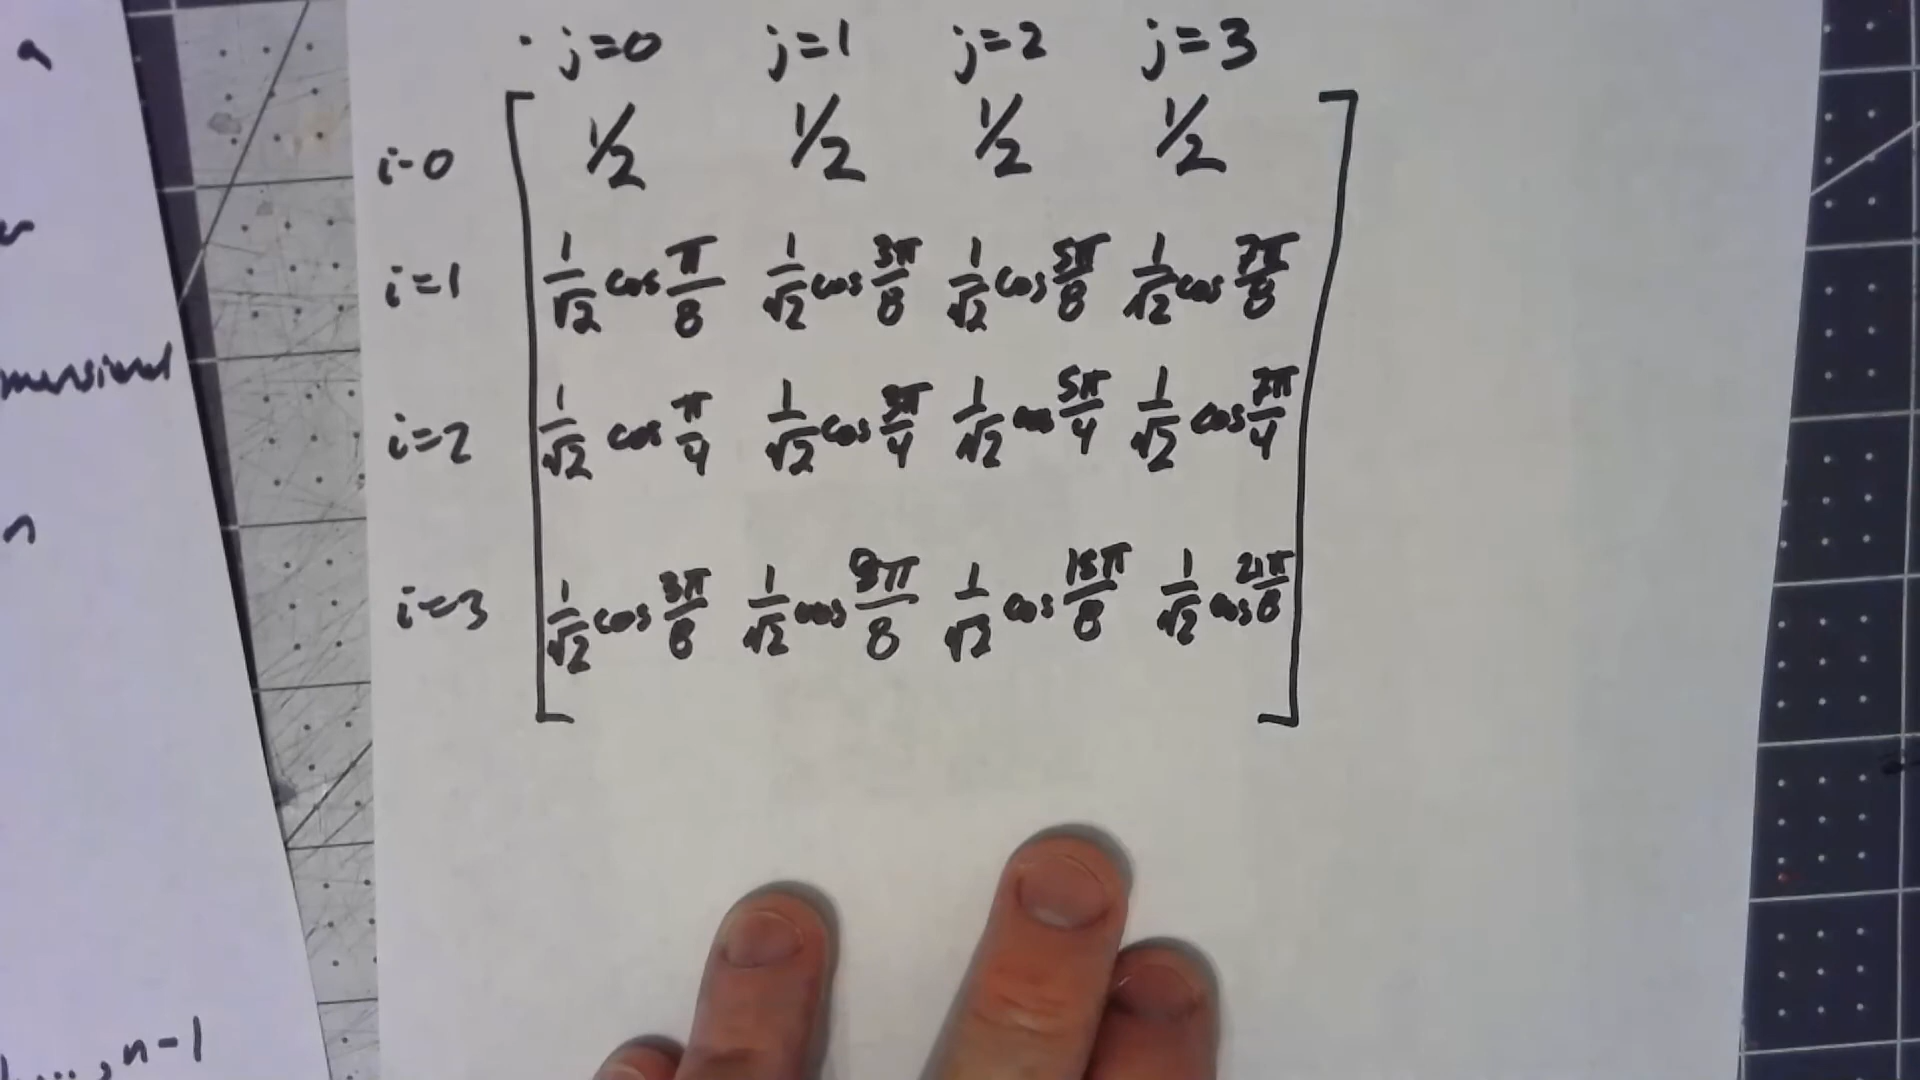 j=0 j=1 j=2 j=3
i-0 1/2 1/2 1/2 1/2
i=1 1/√2 cos π/8 1/√2 cos 3π/8 1/√2 cos 5π/8 1/√2 cos 7π/8
i=2 1/√2 cos π/4 1/√2 cos 3π/4 1/√2 cos 5π/4 1/√2 cos 7π/4
i=3 1/√2 cos 3π/8 1/√2 cos 9π/8 1/√2 cos 15π/8 1/√2 cos 21π/8
n
..., n-1